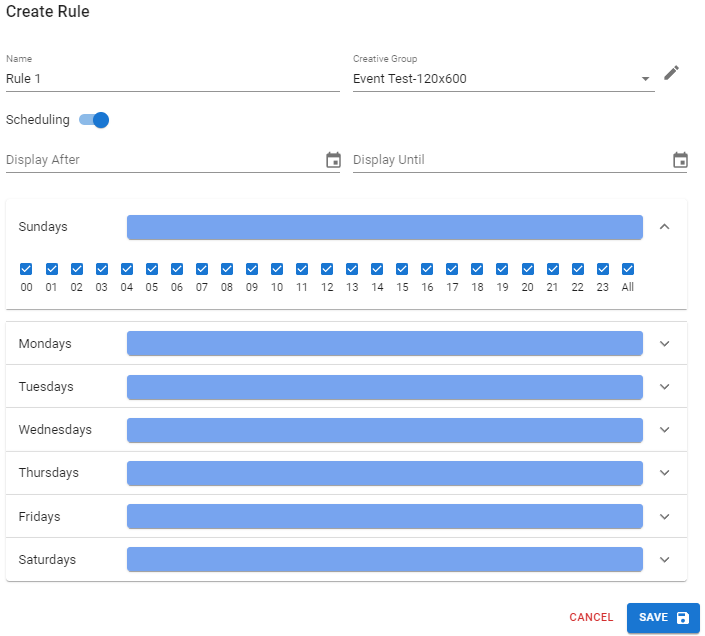 Create Rule
Name
Creative Group
Rule 1
Event Test-120x600
Scheduling
Display After
Display Until
Sundays
00 01 02 03 04 05 06 07 08 09 10 11 12 13 14 15 16 17 18 19 20 21 22 23 All
Mondays
Tuesdays
Wednesdays
Thursdays
Fridays
Saturdays
CANCEL SAVE